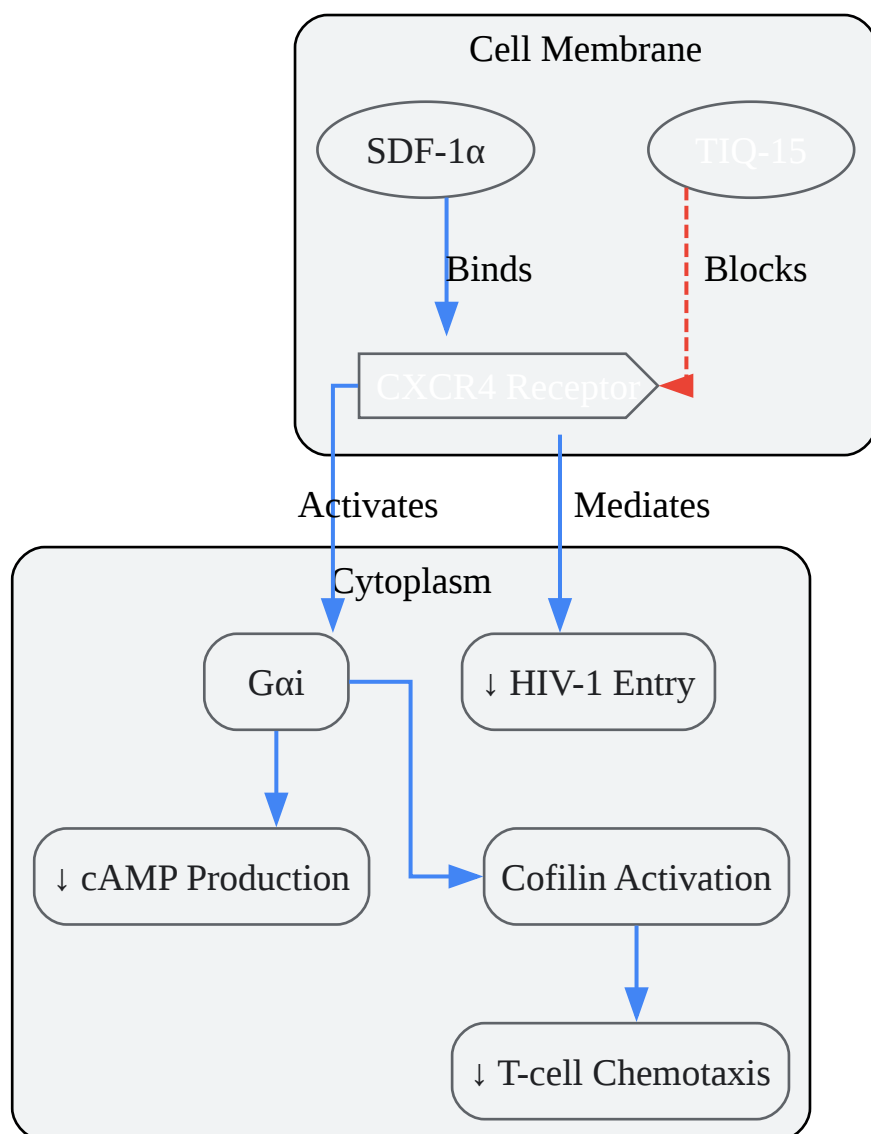 Cell Membrane
SDF-1α
TIQ-15
Binds
Blocks
CXCR4 Receptor
Activates
Mediates
Cytoplasm
Gαi
↓ HIV-1 Entry
↓ cAMP Production
Cofilin Activation
↓ T-cell Chemotaxis